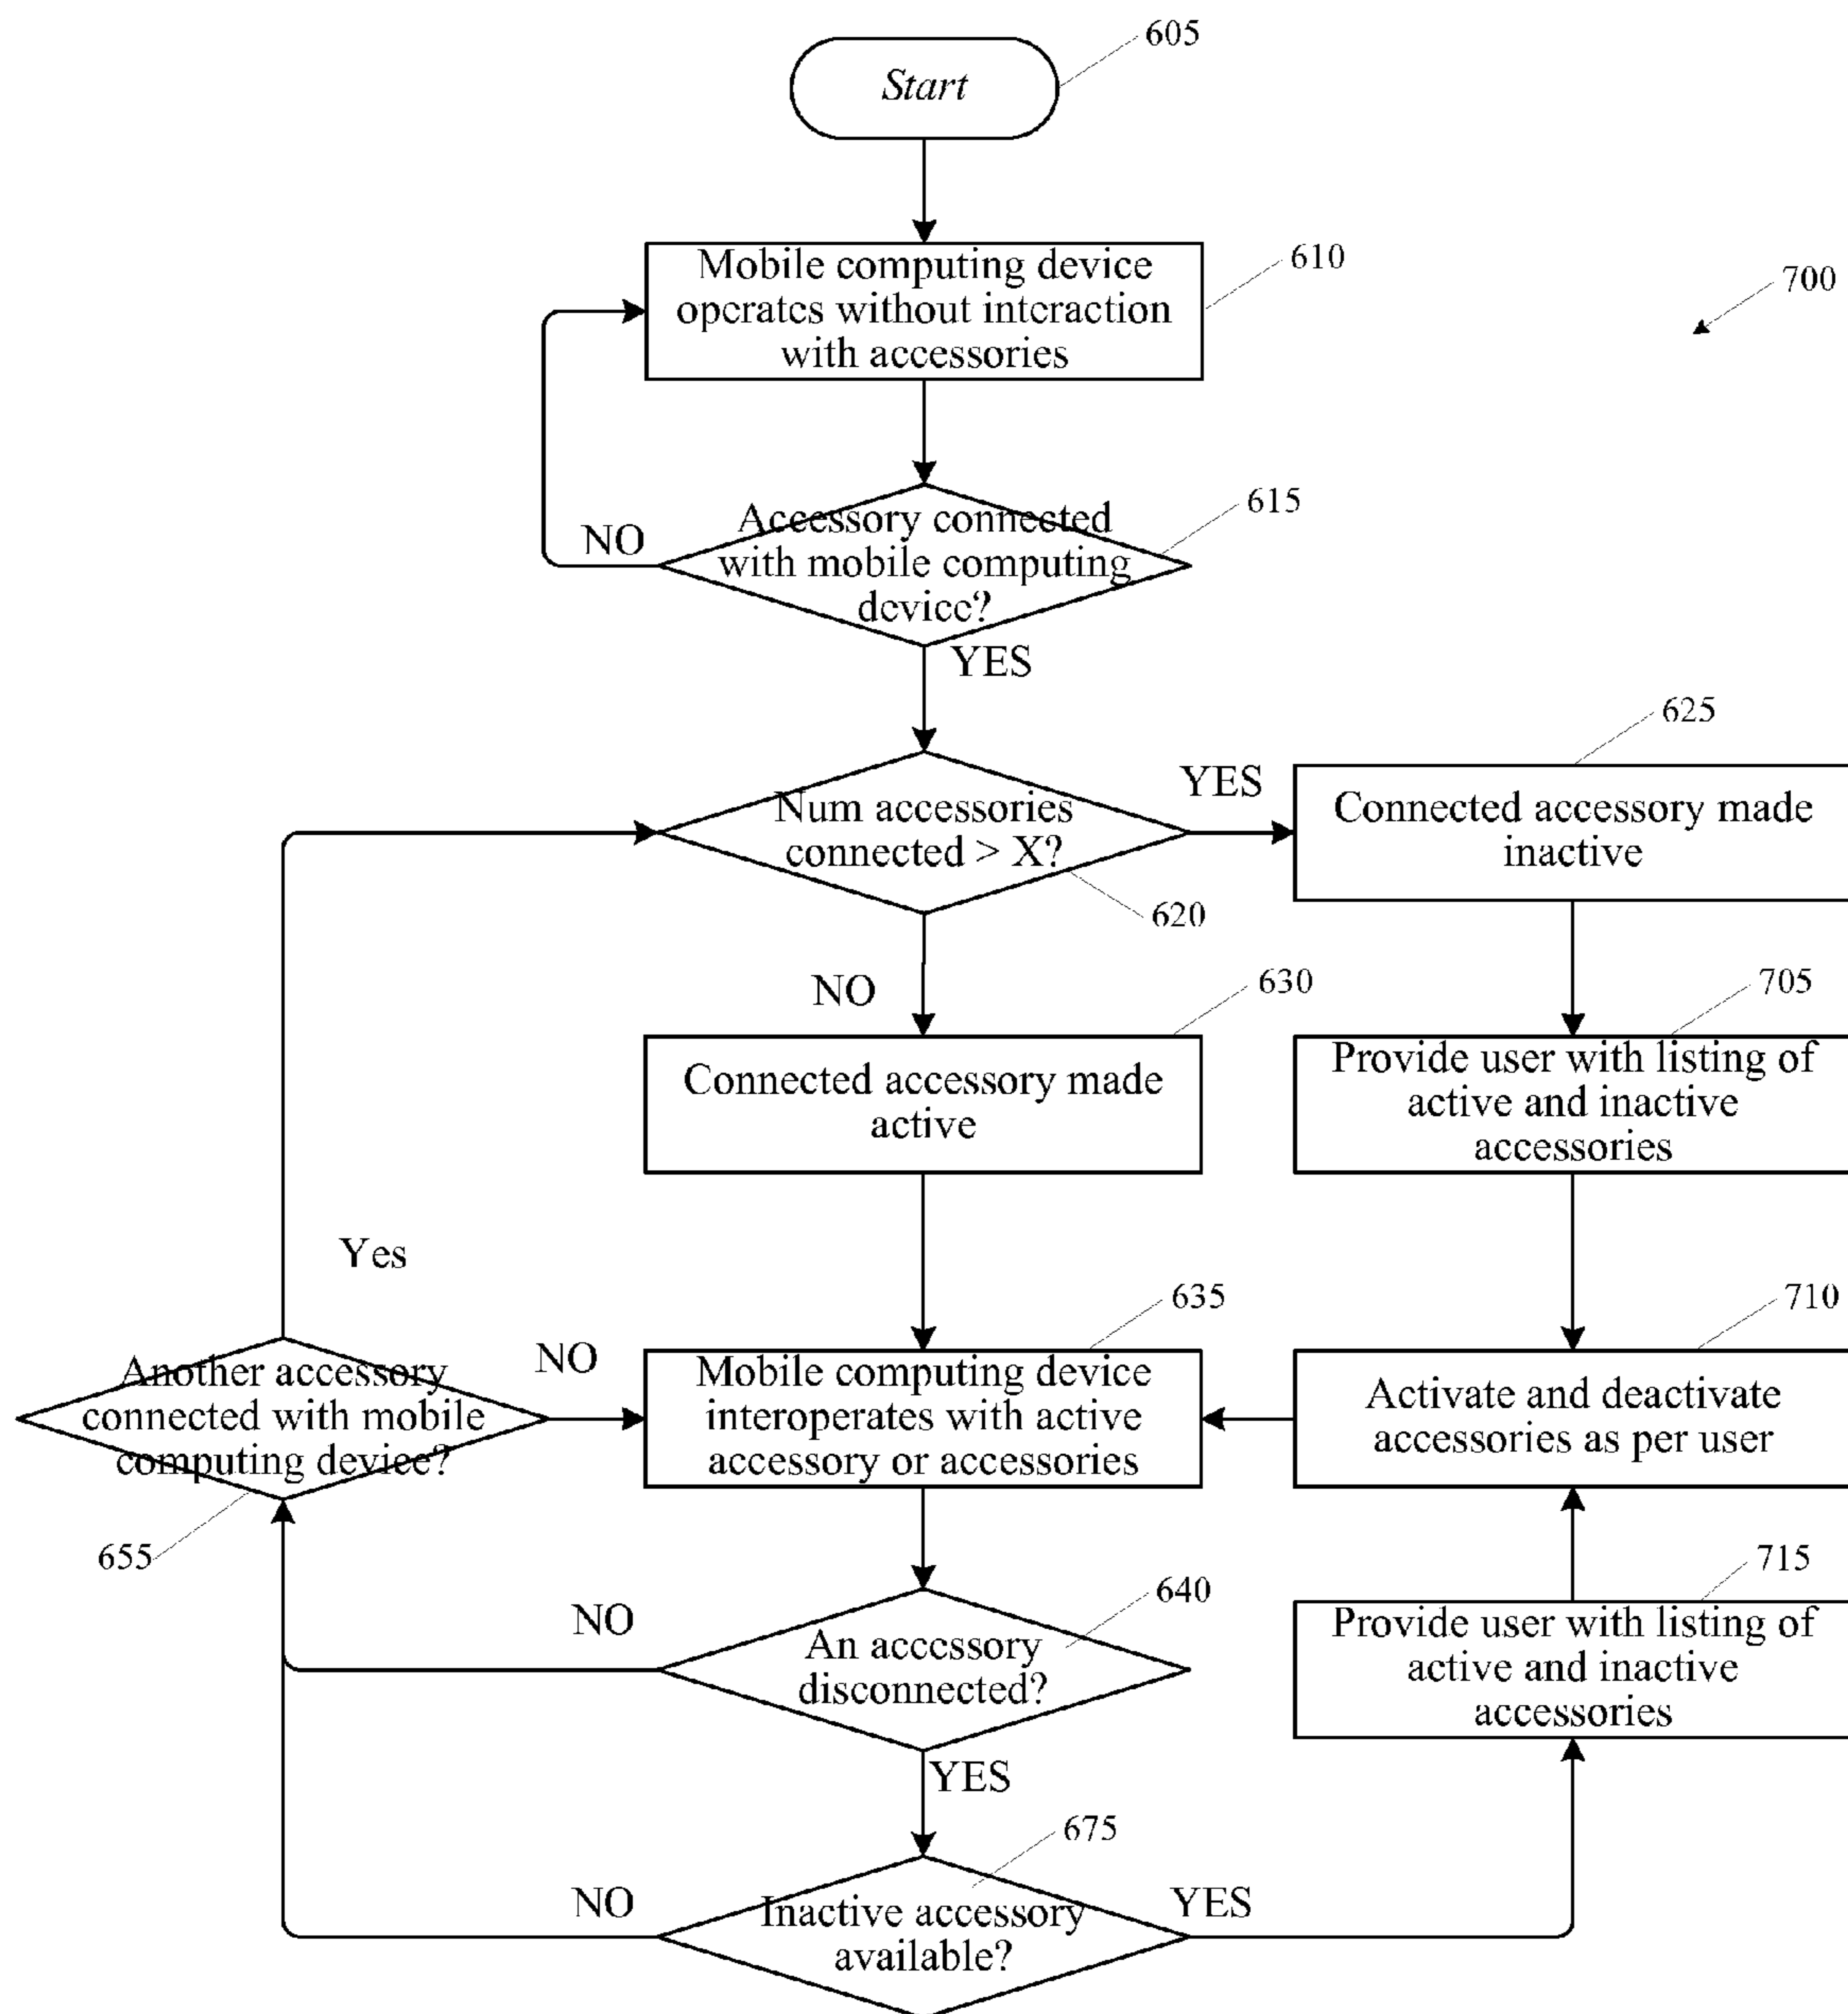 605
Start
Mobile computing device
operates without interaction
with accessories
610
700
Accessory connected
with mobile computing
device?
615
NO
YES
Num accessories
connected > X?
620
YES
625
Connected accessory made
inactive
NO
630
Connected accessory made
active
705
Provide user with listing of
active and inactive
accessories
Yes
635
710
Another accessory
connected with mobile
computing device?
NO
655
Mobile computing device
interoperates with active
accessory or accessories
Activate and deactivate
accessories as per user
640
NO
An accessory
disconnected?
YES
715
Provide user with listing of
active and inactive
accessories
675
NO
Inactive accessory
available?
YES